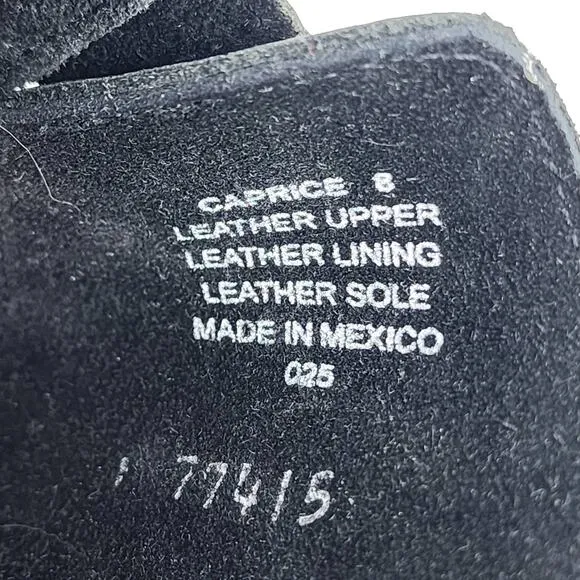 CAPRICE 8
LEATHER UPPER
LEATHER LINING
LEATHER SOLE
MADE IN MEXICO
025
77415